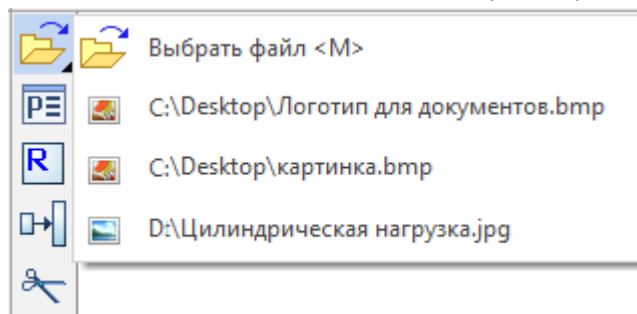 Выбрать файл <M>
C:\Desktop\Логотип для документов.bmp
P
R
C:\Desktop\картинка.bmp
D:\Цилиндрическая нагрузка.jpg